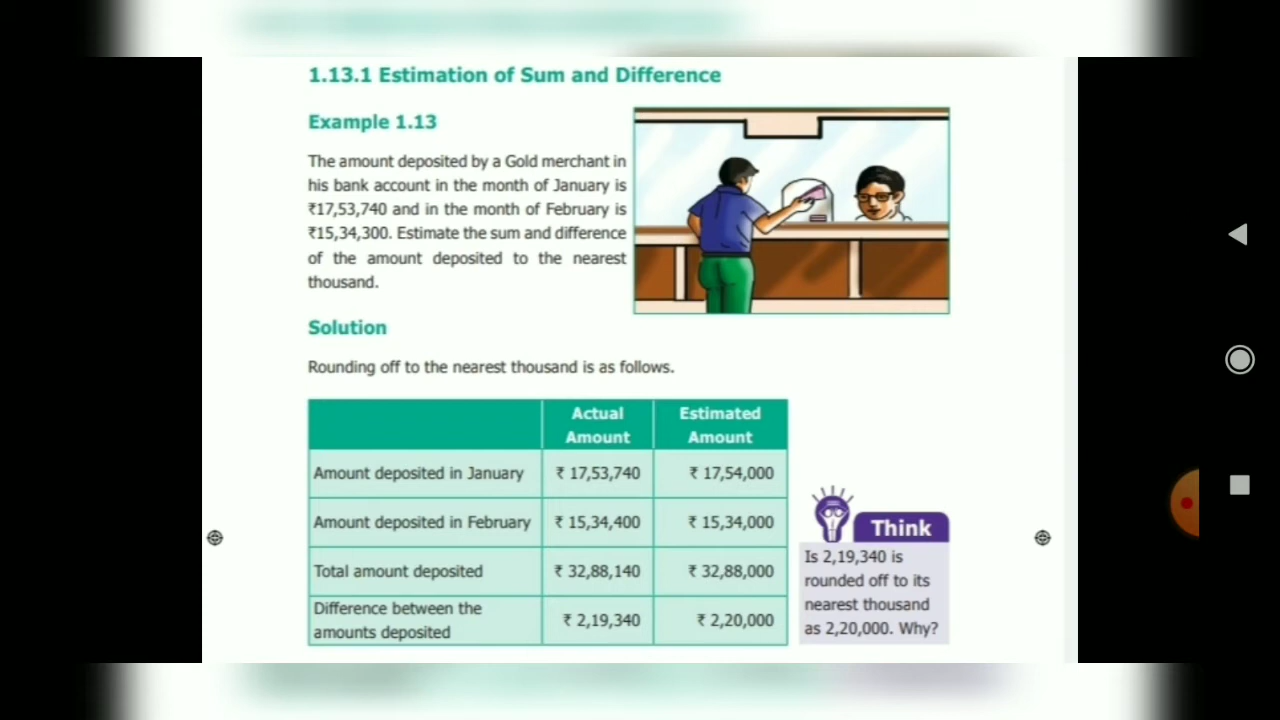 1.13.1 Estimation of Sum and Difference
Example 1.13
The amount deposited by a Gold merchant in
his bank account in the month of January is
₹17,53,740 and in the month of February is
₹15,34,300. Estimate the sum and difference
of the amount deposited to the nearest
thousand.
Solution
Rounding off to the nearest thousand is as follows.
Actual Amount Estimated Amount
Amount deposited in January ₹ 17,53,740 ₹ 17,54,000
Amount deposited in February ₹ 15,34,400 ₹ 15,34,000
Total amount deposited ₹ 32,88,140 ₹ 32,88,000
Difference between the
amounts deposited ₹ 2,19,340 ₹ 2,20,000
Think
Is 2,19,340 is
rounded off to its
nearest thousand
as 2,20,000. Why?